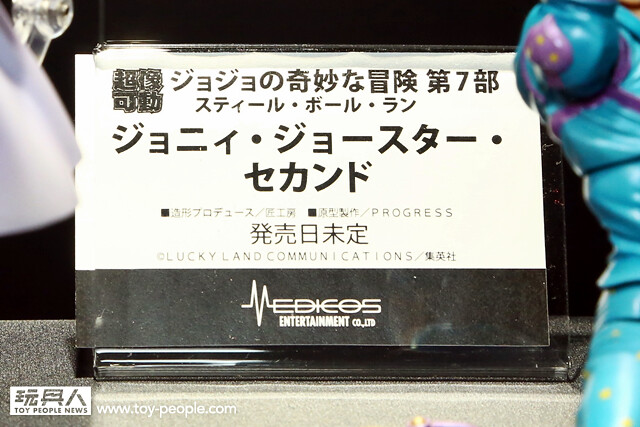 超像可動
ジョジョの奇妙な冒険 第7部
スティール・ボール・ラン
ジョニィ・ジョースター・
セカンド
■造形プロデュース／匠工房 ■原型製作／PROGRESS
発売日未定
©LUCKY LAND COMMUNICATIONS／集英社
MEDICOS
ENTERTAINMENT CO.,LTD
玩具人
TOY PEOPLE NEWS
www.toy-people.com